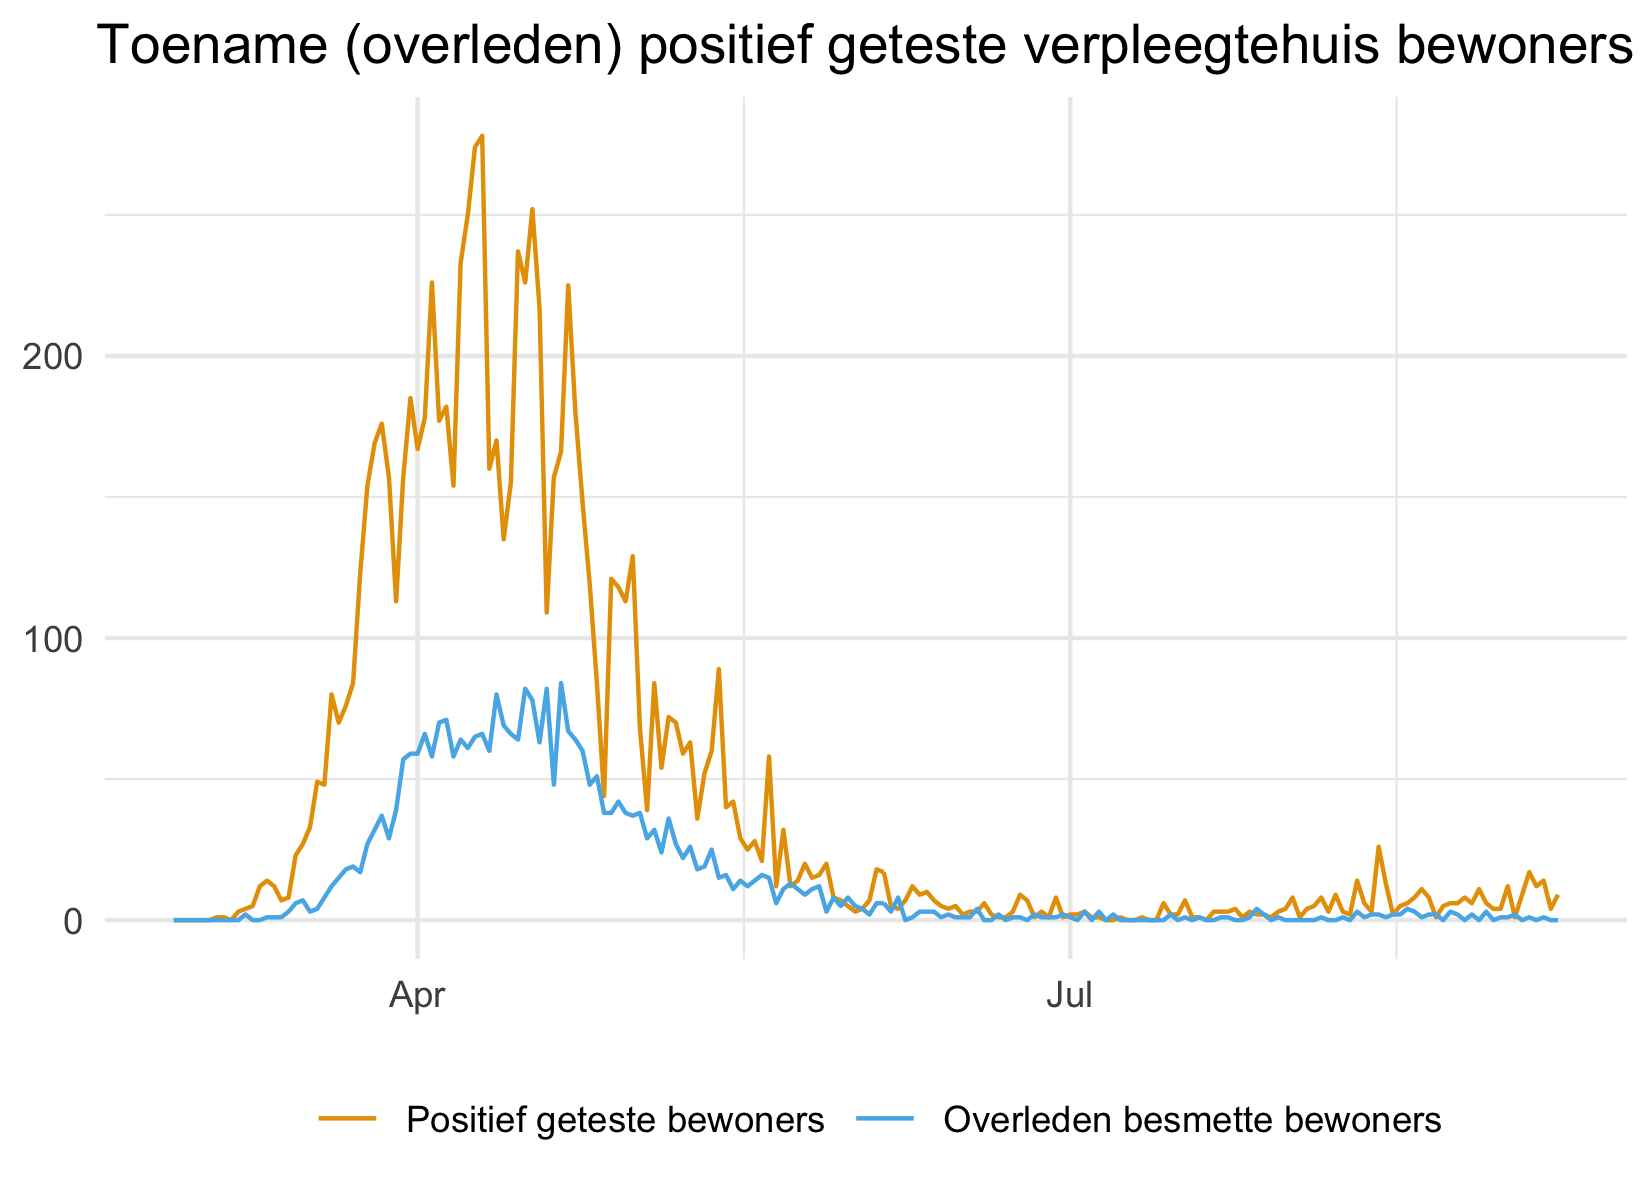 Toename (overleden) positief geteste verpleegtehuis bewoners
200
100
0
Apr
Jul
Positief geteste bewoners
Overleden besmette bewoners